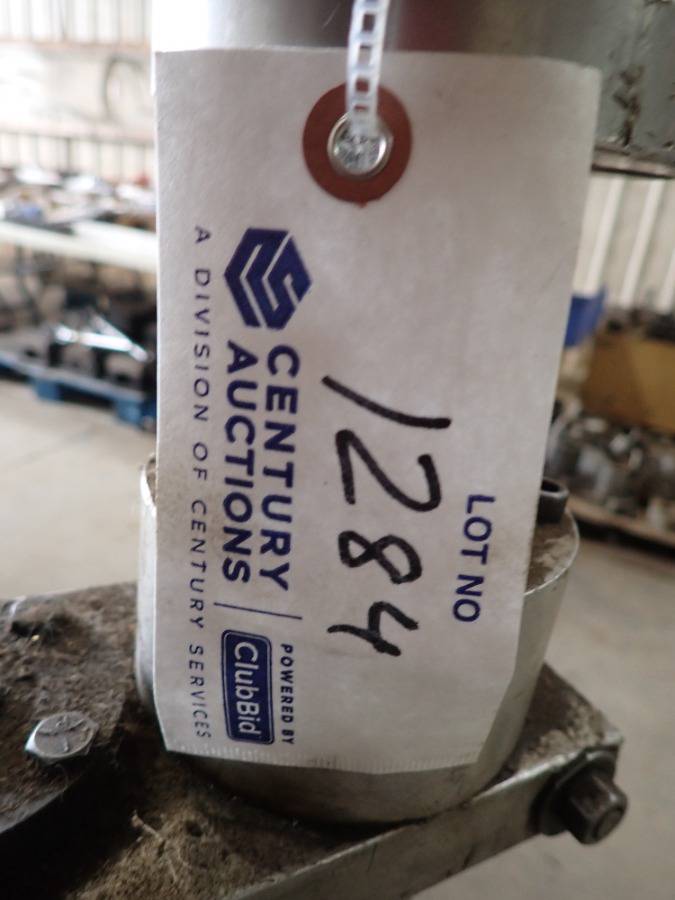 LOT NO
1284
CENTURY
AUCTIONS
POWERED BY
ClubBid
A DIVISION OF CENTURY SERVICES